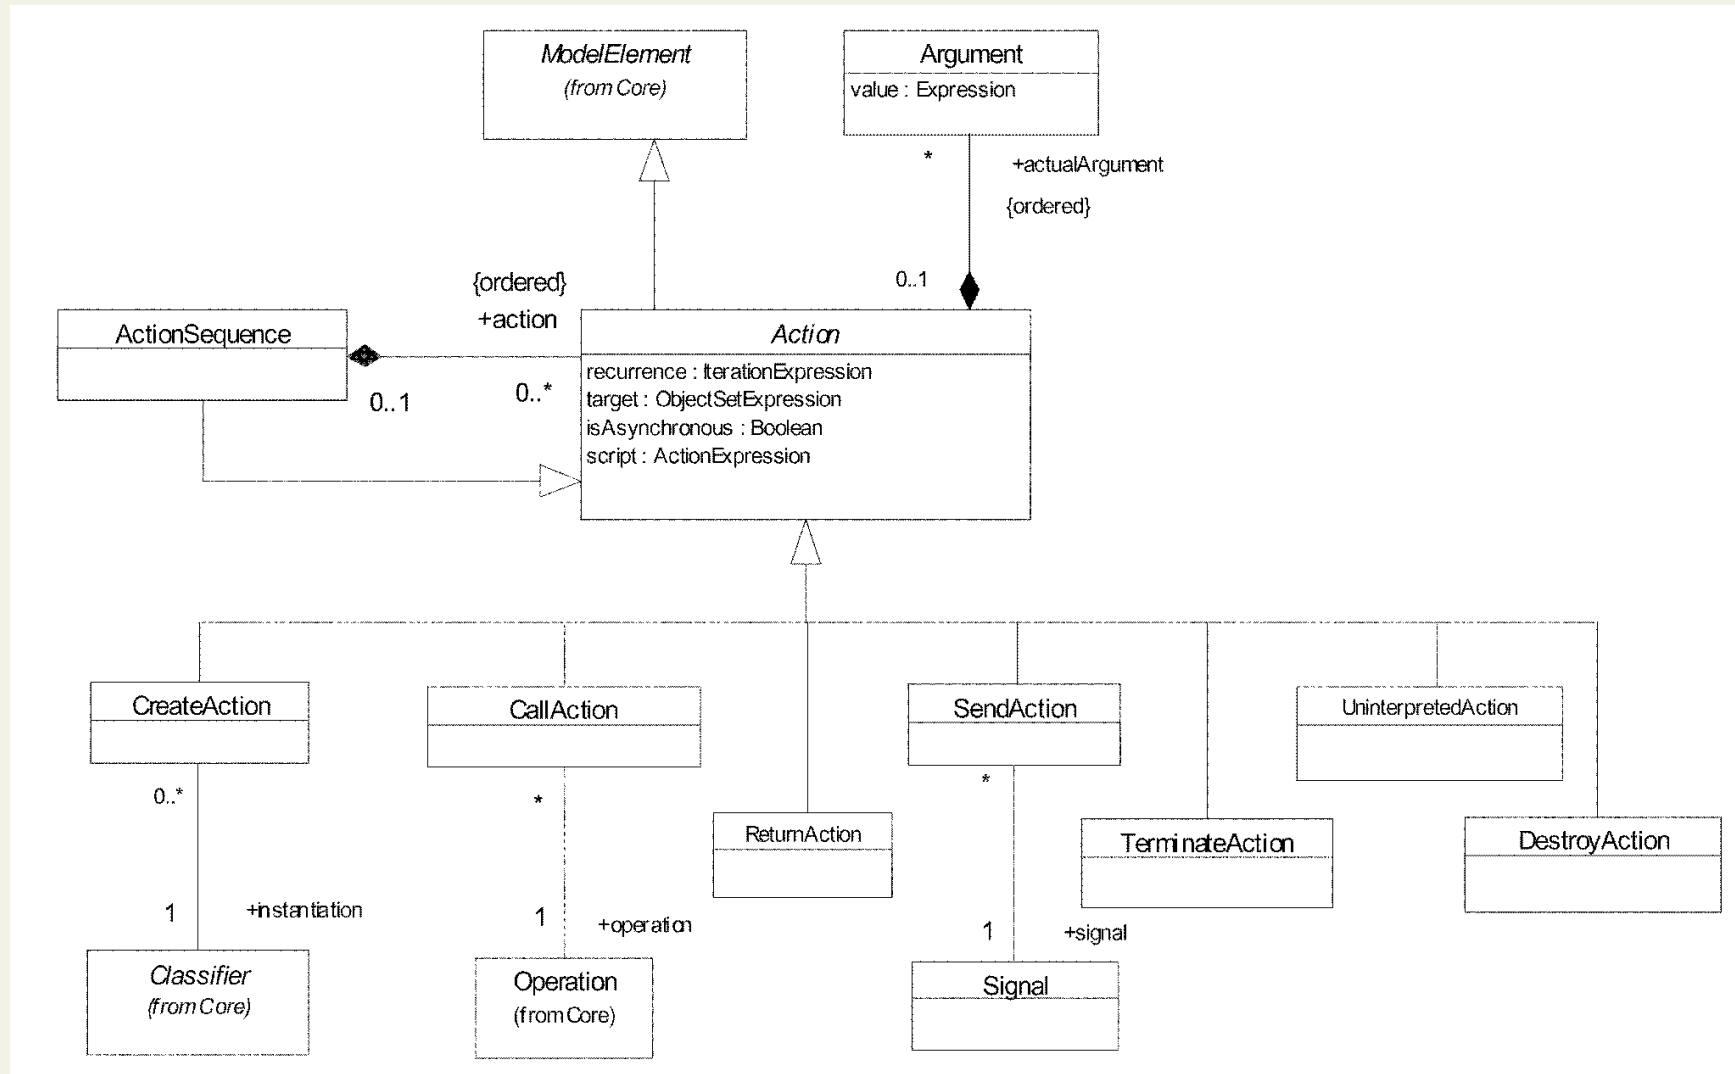 ModelElement
(from Core)
Argument
value : Expression
*
+actualArgument
{ordered}
0..1
{ordered}
+action
ActionSequence
0..1
0..*
Action
recurrence : IterationExpression
target : ObjectSetExpression
isAsynchronous : Boolean
script : ActionExpression
CreateAction
CallAction
SendAction
UninterpretedAction
0..*
*
*
ReturnAction
TerminateAction
DestroyAction
1
+instantiation
1
+operation
1
+signal
Classifier
(from Core)
Operation
(from Core)
Signal